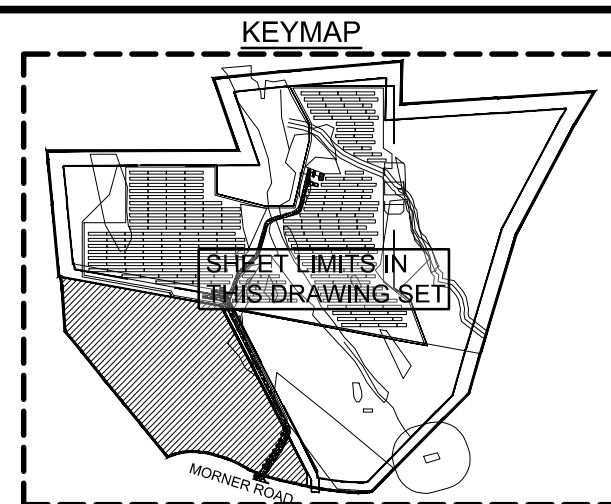 KEYMAP
SHEET LIMITS IN
THIS DRAWING SET
MORNER ROAD